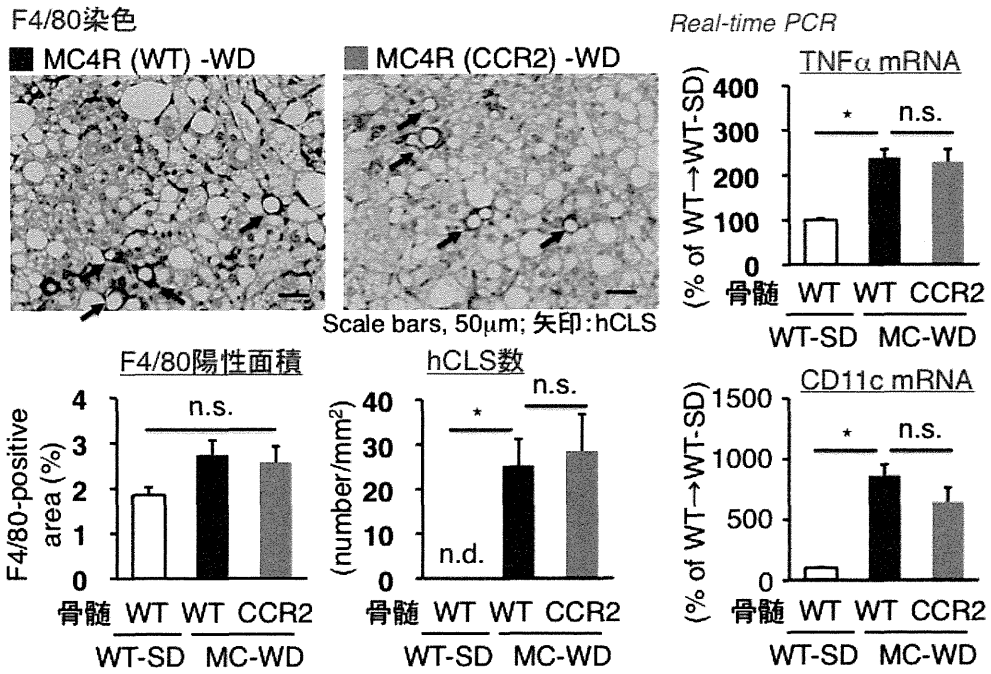 F4/80染色
MC4R (WT) -WD
MC4R (CCR2) -WD
Scale bars, 50μm; 矢印:hCLS
Real-time PCR
TNFα mRNA
(% of WT→WT-SD)
400
300
200
100
0
*
n.s.
骨髄 WT WT CCR2
WT-SD MC-WD
F4/80陽性面積
F4/80-positive
area (%)
4
3
2
1
0
n.s.
骨髄 WT WT CCR2
WT-SD MC-WD
hCLS数
(number/mm²)
40
30
20
10
0
*
n.s.
n.d.
骨髄 WT WT CCR2
WT-SD MC-WD
CD11c mRNA
(% of WT→WT-SD)
1500
1000
500
0
*
n.s.
骨髄 WT WT CCR2
WT-SD MC-WD